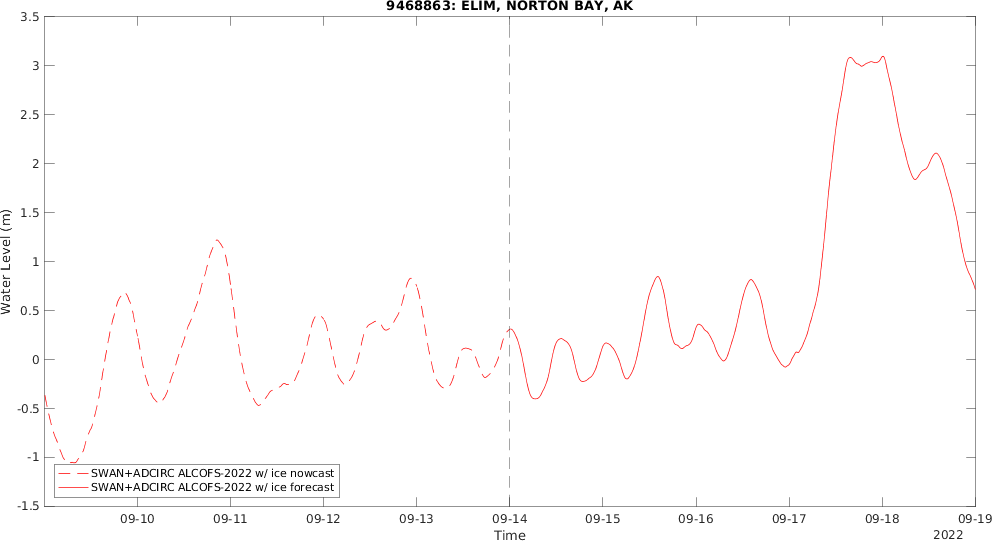 9468863: ELIM, NORTON BAY, AK
3.5
3
2.5
2
1.5
1
0.5
0
-0.5
-1
-1.5
Water Level (m)
SWAN+ADCIRC ALCOFS-2022 w/ ice nowcast
SWAN+ADCIRC ALCOFS-2022 w/ ice forecast
09-10 09-11 09-12 09-13 09-14 09-15 09-16 09-17 09-18 09-19
Time
2022